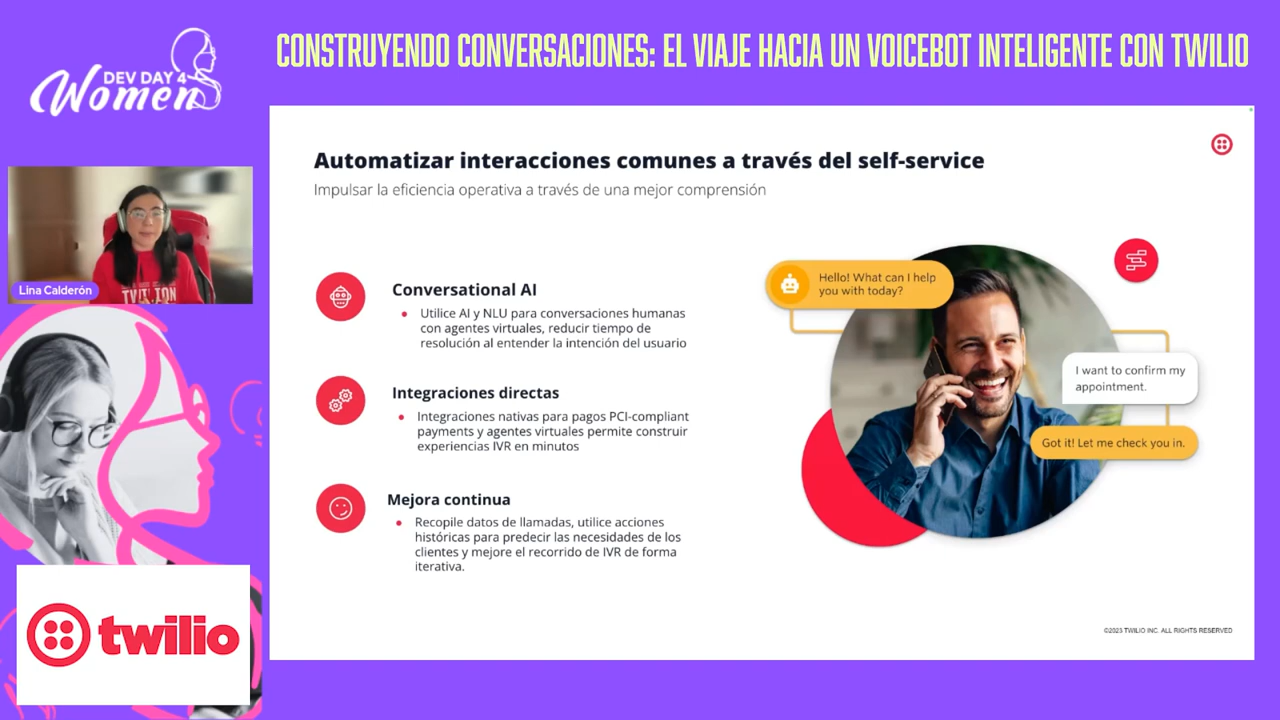 CONSTRUYENDO CONVERSACIONES: EL VIAJE HACIA UN VOICEBOT INTELIGENTE CON TWILIO
DEV DAY 4
Women
Lina Calderón
twilio
Automatizar interacciones comunes a través del self-service
Impulsar la eficiencia operativa a través de una mejor comprensión
Conversational AI
• Utilice AI y NLU para conversaciones humanas
con agentes virtuales, reducir tiempo de
resolución al entender la intención del usuario
Integraciones directas
• Integraciones nativas para pagos PCI-compliant
payments y agentes virtuales permite construir
experiencias IVR en minutos
Mejora continua
• Recopile datos de llamadas, utilice acciones
históricas para predecir las necesidades de los
clientes y mejore el recorrido de IVR de forma
iterativa.
Hello! What can I help
you with today?
I want to confirm my
appointment.
Got it! Let me check you in.
©2023 TWILIO INC. ALL RIGHTS RESERVED